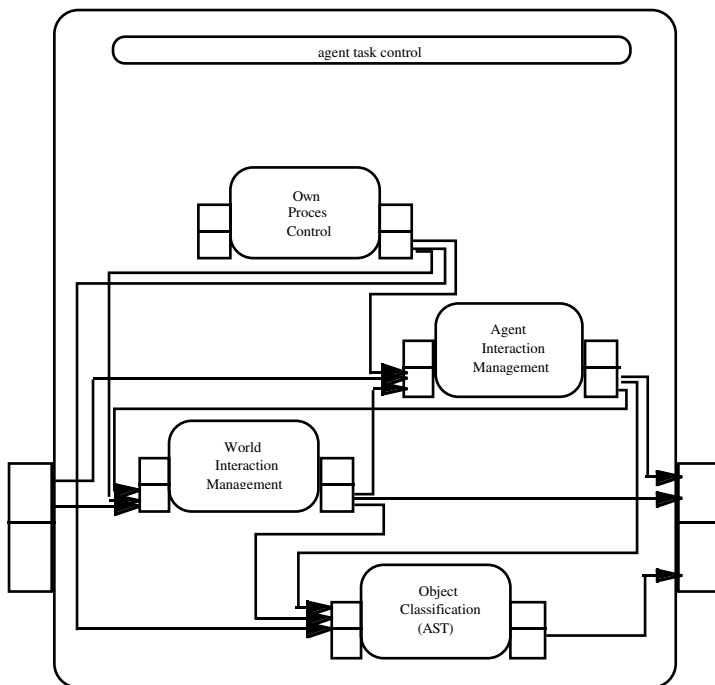 agent task control
Own
Proces
Control
Agent
Interaction
Management
World
Interaction
Management
Object
Classification
(AST)